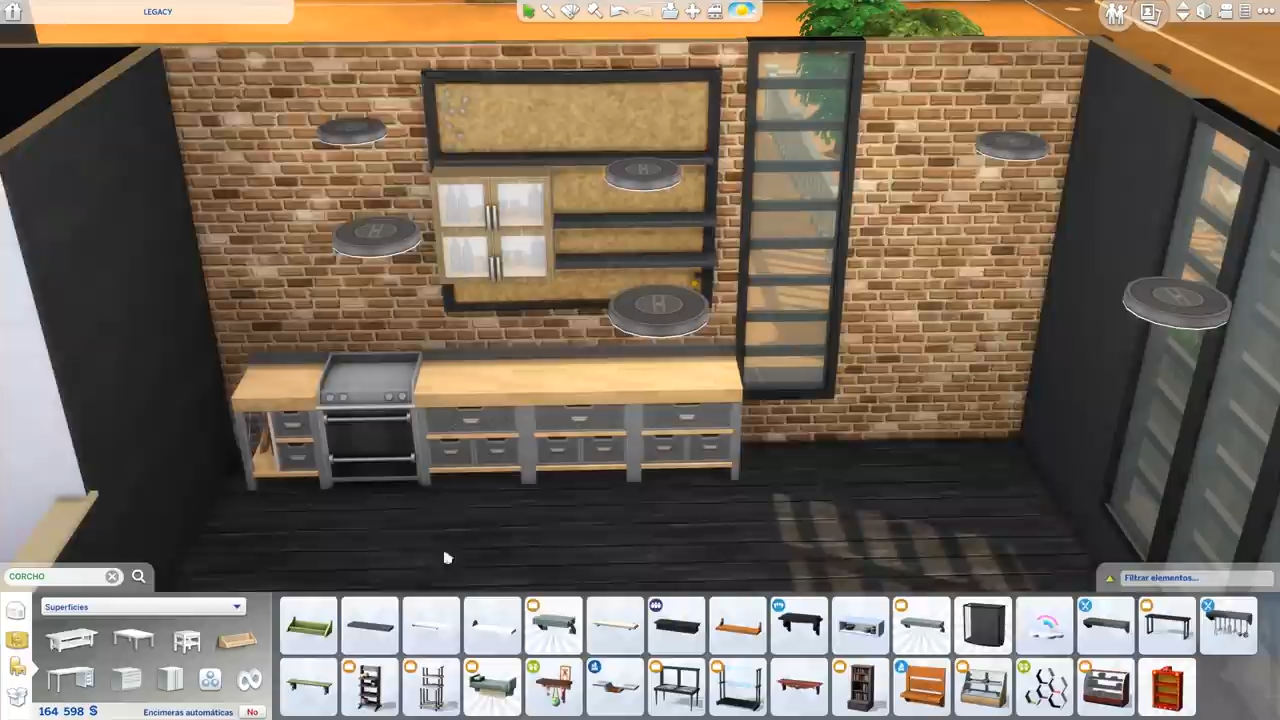 LEGACY
CORCHO
Filtrar elementos...
Superficies
164 598 $
Encimeras automáticas No